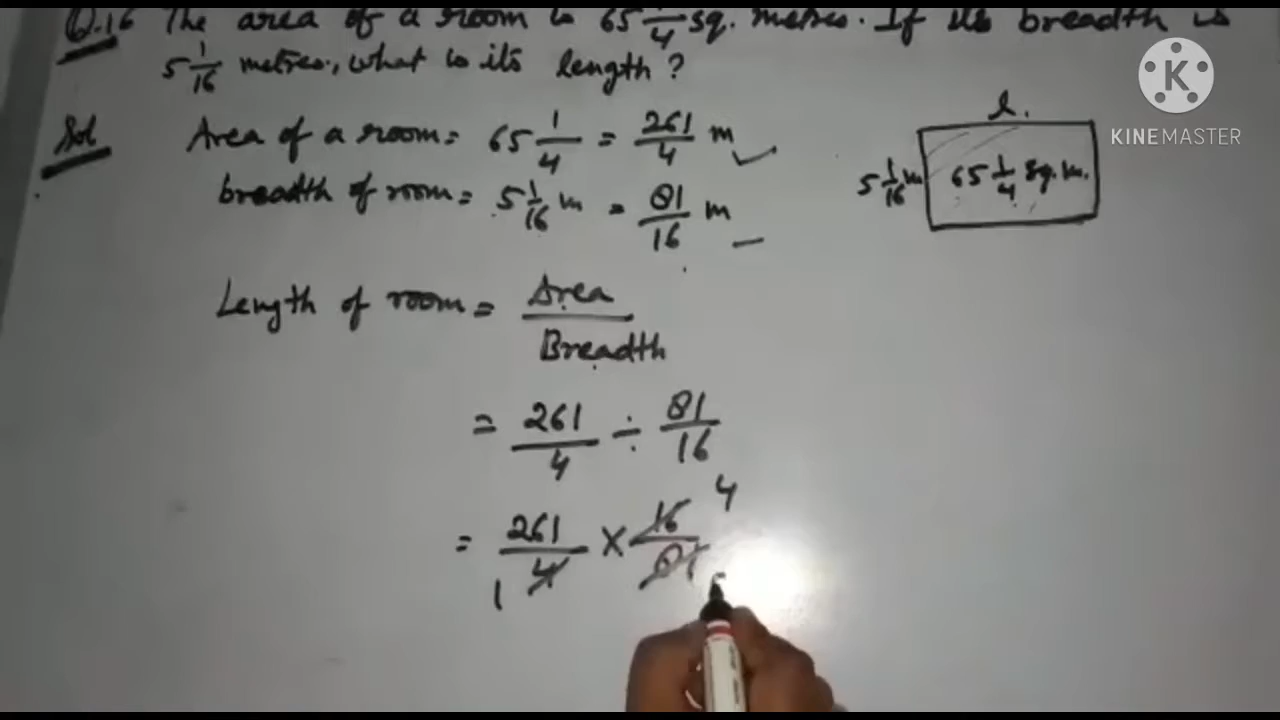 Q.16 The area of a room is 65 1/4 sq. metres. If its breadth is
5 1/16 metres, what is its length?
Sol Area of a room = 65 1/4 = 261/4 m
breadth of room = 5 1/16 m = 81/16 m
l.
5 1/16 m 65 1/4 sq. m.
KINEMASTER
Length of room = Area/Breadth
= 261/4 ÷ 81/16
= 261/4 × 16/81
1 4